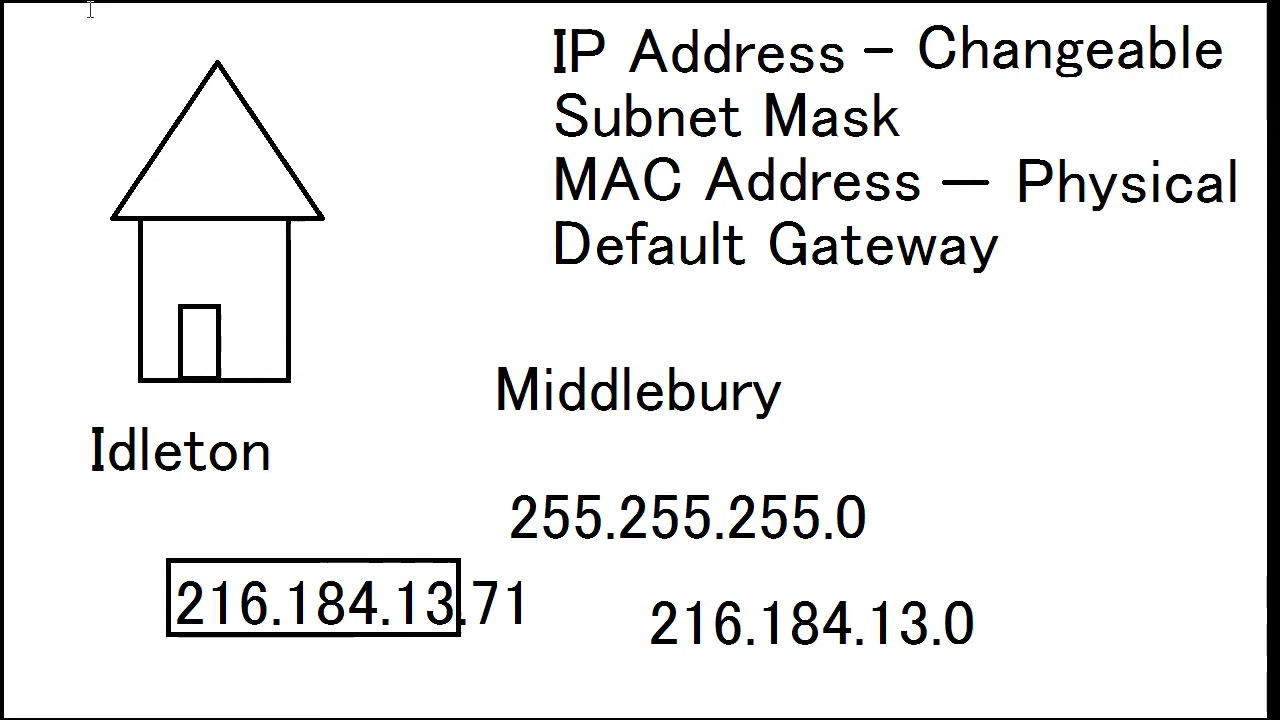 IP Address – Changeable
Subnet Mask
MAC Address — Physical
Default Gateway
Middlebury
Idleton
255.255.255.0
216.184.13.71
216.184.13.0